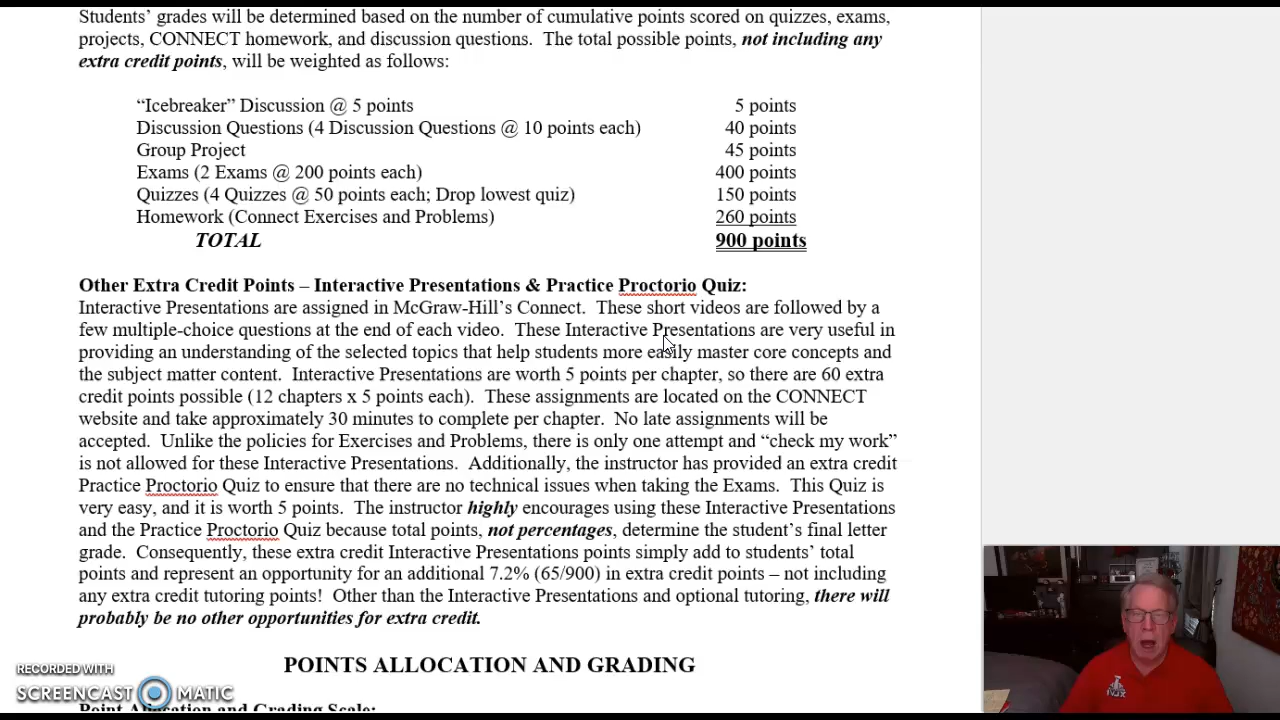 Students’ grades will be determined based on the number of cumulative points scored on quizzes, exams,
projects, CONNECT homework, and discussion questions.  The total possible points, not including any
extra credit points, will be weighted as follows:
“Icebreaker” Discussion @ 5 points 5 points
Discussion Questions (4 Discussion Questions @ 10 points each) 40 points
Group Project 45 points
Exams (2 Exams @ 200 points each) 400 points
Quizzes (4 Quizzes @ 50 points each; Drop lowest quiz) 150 points
Homework (Connect Exercises and Problems) 260 points
TOTAL 900 points
Other Extra Credit Points – Interactive Presentations & Practice Proctorio Quiz:
Interactive Presentations are assigned in McGraw-Hill’s Connect.  These short videos are followed by a
few multiple-choice questions at the end of each video.  These Interactive Presentations are very useful in
providing an understanding of the selected topics that help students more easily master core concepts and
the subject matter content.  Interactive Presentations are worth 5 points per chapter, so there are 60 extra
credit points possible (12 chapters x 5 points each).  These assignments are located on the CONNECT
website and take approximately 30 minutes to complete per chapter.  No late assignments will be
accepted.  Unlike the policies for Exercises and Problems, there is only one attempt and “check my work”
is not allowed for these Interactive Presentations.  Additionally, the instructor has provided an extra credit
Practice Proctorio Quiz to ensure that there are no technical issues when taking the Exams.  This Quiz is
very easy, and it is worth 5 points.  The instructor highly encourages using these Interactive Presentations
and the Practice Proctorio Quiz because total points, not percentages, determine the student’s final letter
grade.  Consequently, these extra credit Interactive Presentations points simply add to students’ total
points and represent an opportunity for an additional 7.2% (65/900) in extra credit points – not including
any extra credit tutoring points!  Other than the Interactive Presentations and optional tutoring, there will
probably be no other opportunities for extra credit.
POINTS ALLOCATION AND GRADING
Point Allocation and Grading Scale:
RECORDED WITH
SCREENCAST MATIC